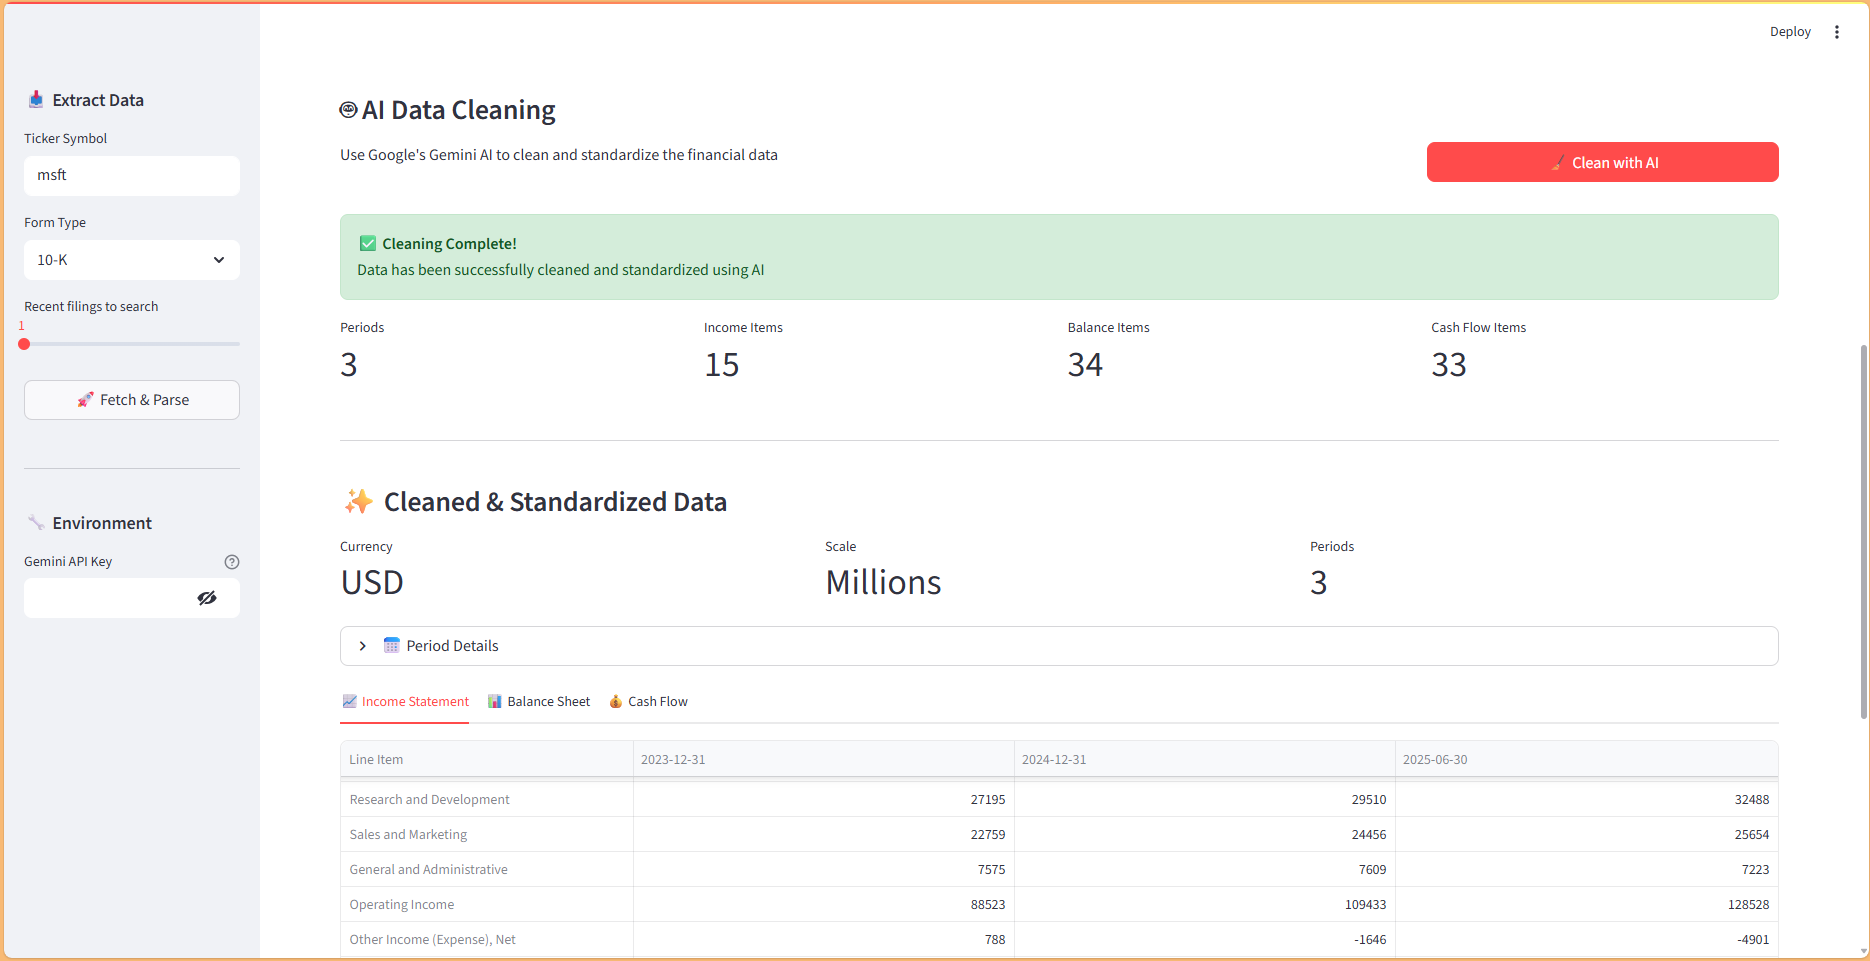 Deploy
Extract Data
Ticker Symbol
msft
Form Type
10-K
Recent filings to search
1
Fetch & Parse
Environment
Gemini API Key
AI Data Cleaning
Use Google's Gemini AI to clean and standardize the financial data
Clean with AI
Cleaning Complete!
Data has been successfully cleaned and standardized using AI
Periods Income Items Balance Items Cash Flow Items
3 15 34 33
Cleaned & Standardized Data
Currency Scale Periods
USD Millions 3
Period Details
Income Statement Balance Sheet Cash Flow
Line Item 2023-12-31 2024-12-31 2025-06-30
Research and Development 27195 29510 32488
Sales and Marketing 22759 24456 25654
General and Administrative 7575 7609 7223
Operating Income 88523 109433 128528
Other Income (Expense), Net 788 -1646 -4901